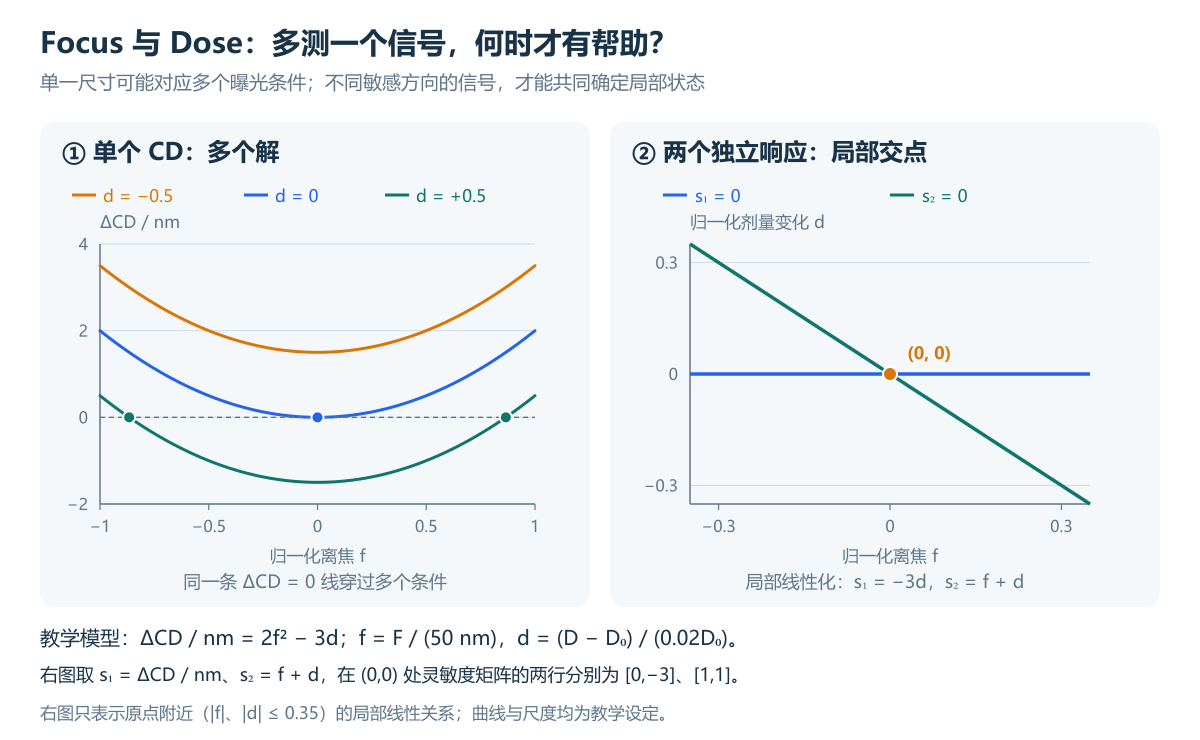 Focus 与 Dose：多测一个信号，何时才有帮助？
单一尺寸可能对应多个曝光条件；不同敏感方向的信号，才能共同确定局部状态
① 单个 CD：多个解
d = −0.5
d = 0
d = +0.5
ΔCD / nm
4
2
0
−2
−1
−0.5
0
0.5
1
归一化离焦 f
同一条 ΔCD = 0 线穿过多个条件
② 两个独立响应：局部交点
s₁ = 0
s₂ = 0
归一化剂量变化 d
0.3
0
−0.3
(0, 0)
−0.3
0
0.3
归一化离焦 f
局部线性化：s₁ = −3d，s₂ = f + d
教学模型：ΔCD / nm = 2f² − 3d；f = F / (50 nm)，d = (D − D₀) / (0.02D₀)。
右图取 s₁ = ΔCD / nm、s₂ = f + d，在 (0,0) 处灵敏度矩阵的两行分别为 [0,−3]、[1,1]。
右图只表示原点附近（|f|、|d| ≤ 0.35）的局部线性关系；曲线与尺度均为教学设定。